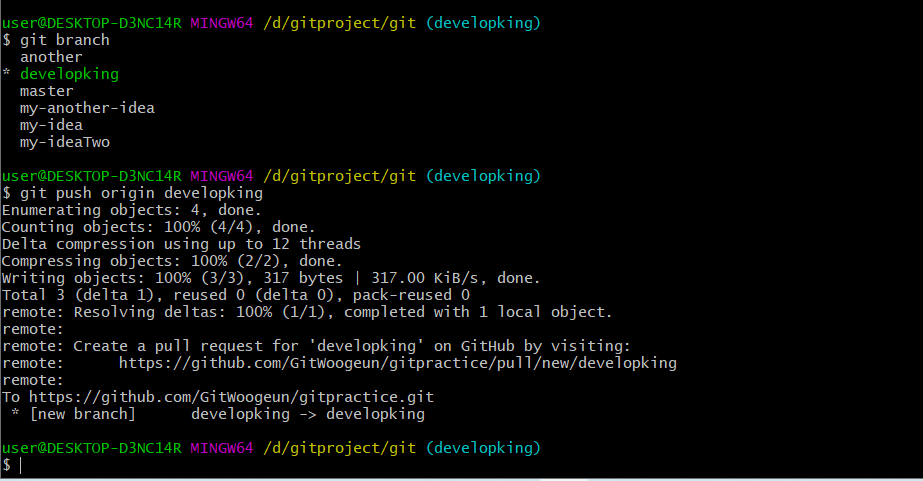 user@DESKTOP-D3NC14R MINGW64 /d/gitproject/git (developking)
$ git branch
  another
* developking
  master
  my-another-idea
  my-idea
  my-ideaTwo
user@DESKTOP-D3NC14R MINGW64 /d/gitproject/git (developking)
$ git push origin developking
Enumerating objects: 4, done.
Counting objects: 100% (4/4), done.
Delta compression using up to 12 threads
Compressing objects: 100% (2/2), done.
Writing objects: 100% (3/3), 317 bytes | 317.00 KiB/s, done.
Total 3 (delta 1), reused 0 (delta 0), pack-reused 0
remote: Resolving deltas: 100% (1/1), completed with 1 local object.
remote:
remote: Create a pull request for 'developking' on GitHub by visiting:
remote:      https://github.com/GitWoogeun/gitpractice/pull/new/developking
remote:
To https://github.com/GitWoogeun/gitpractice.git
 * [new branch]      developking -> developking
user@DESKTOP-D3NC14R MINGW64 /d/gitproject/git (developking)
$